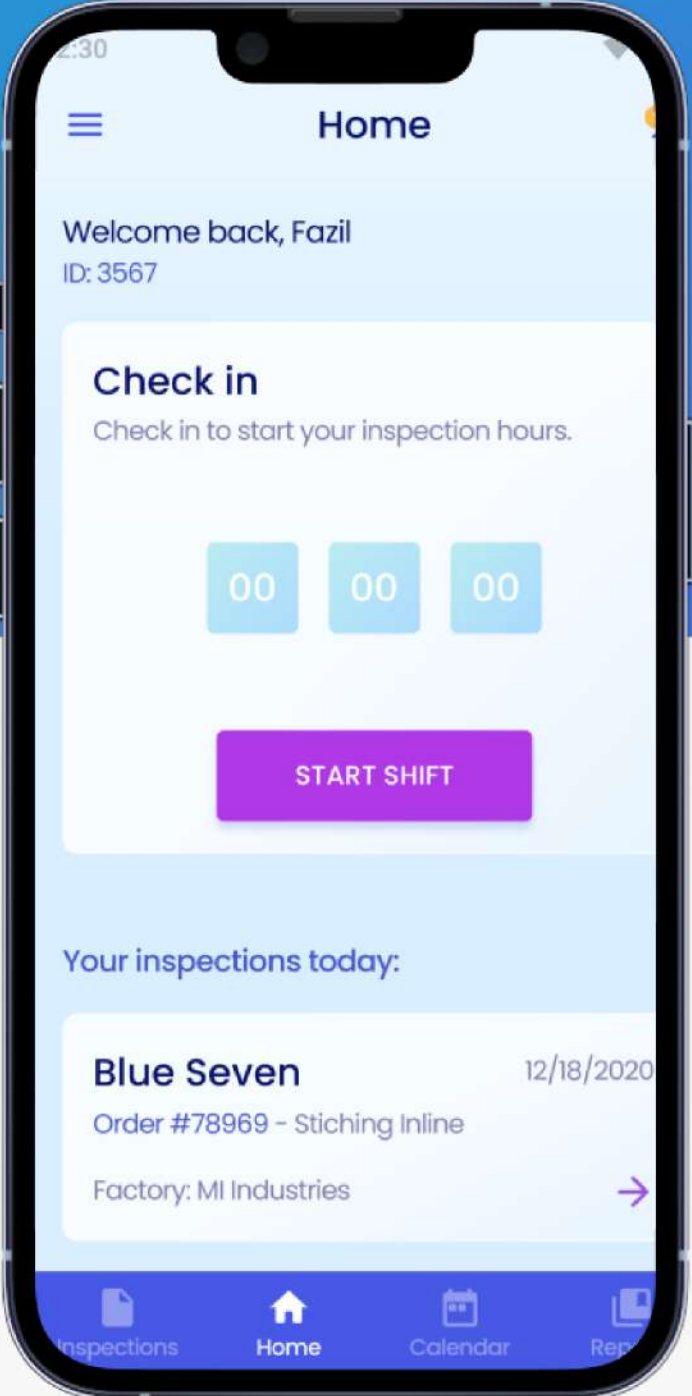 2:30
Home
Welcome back, Fazil
ID: 3567
Check in
Check in to start your inspection hours.
00 00 00
START SHIFT
Your inspections today:
Blue Seven 12/18/2020
Order #78969 - Stiching Inline
Factory: MI Industries
Inspections Home Calendar Rep